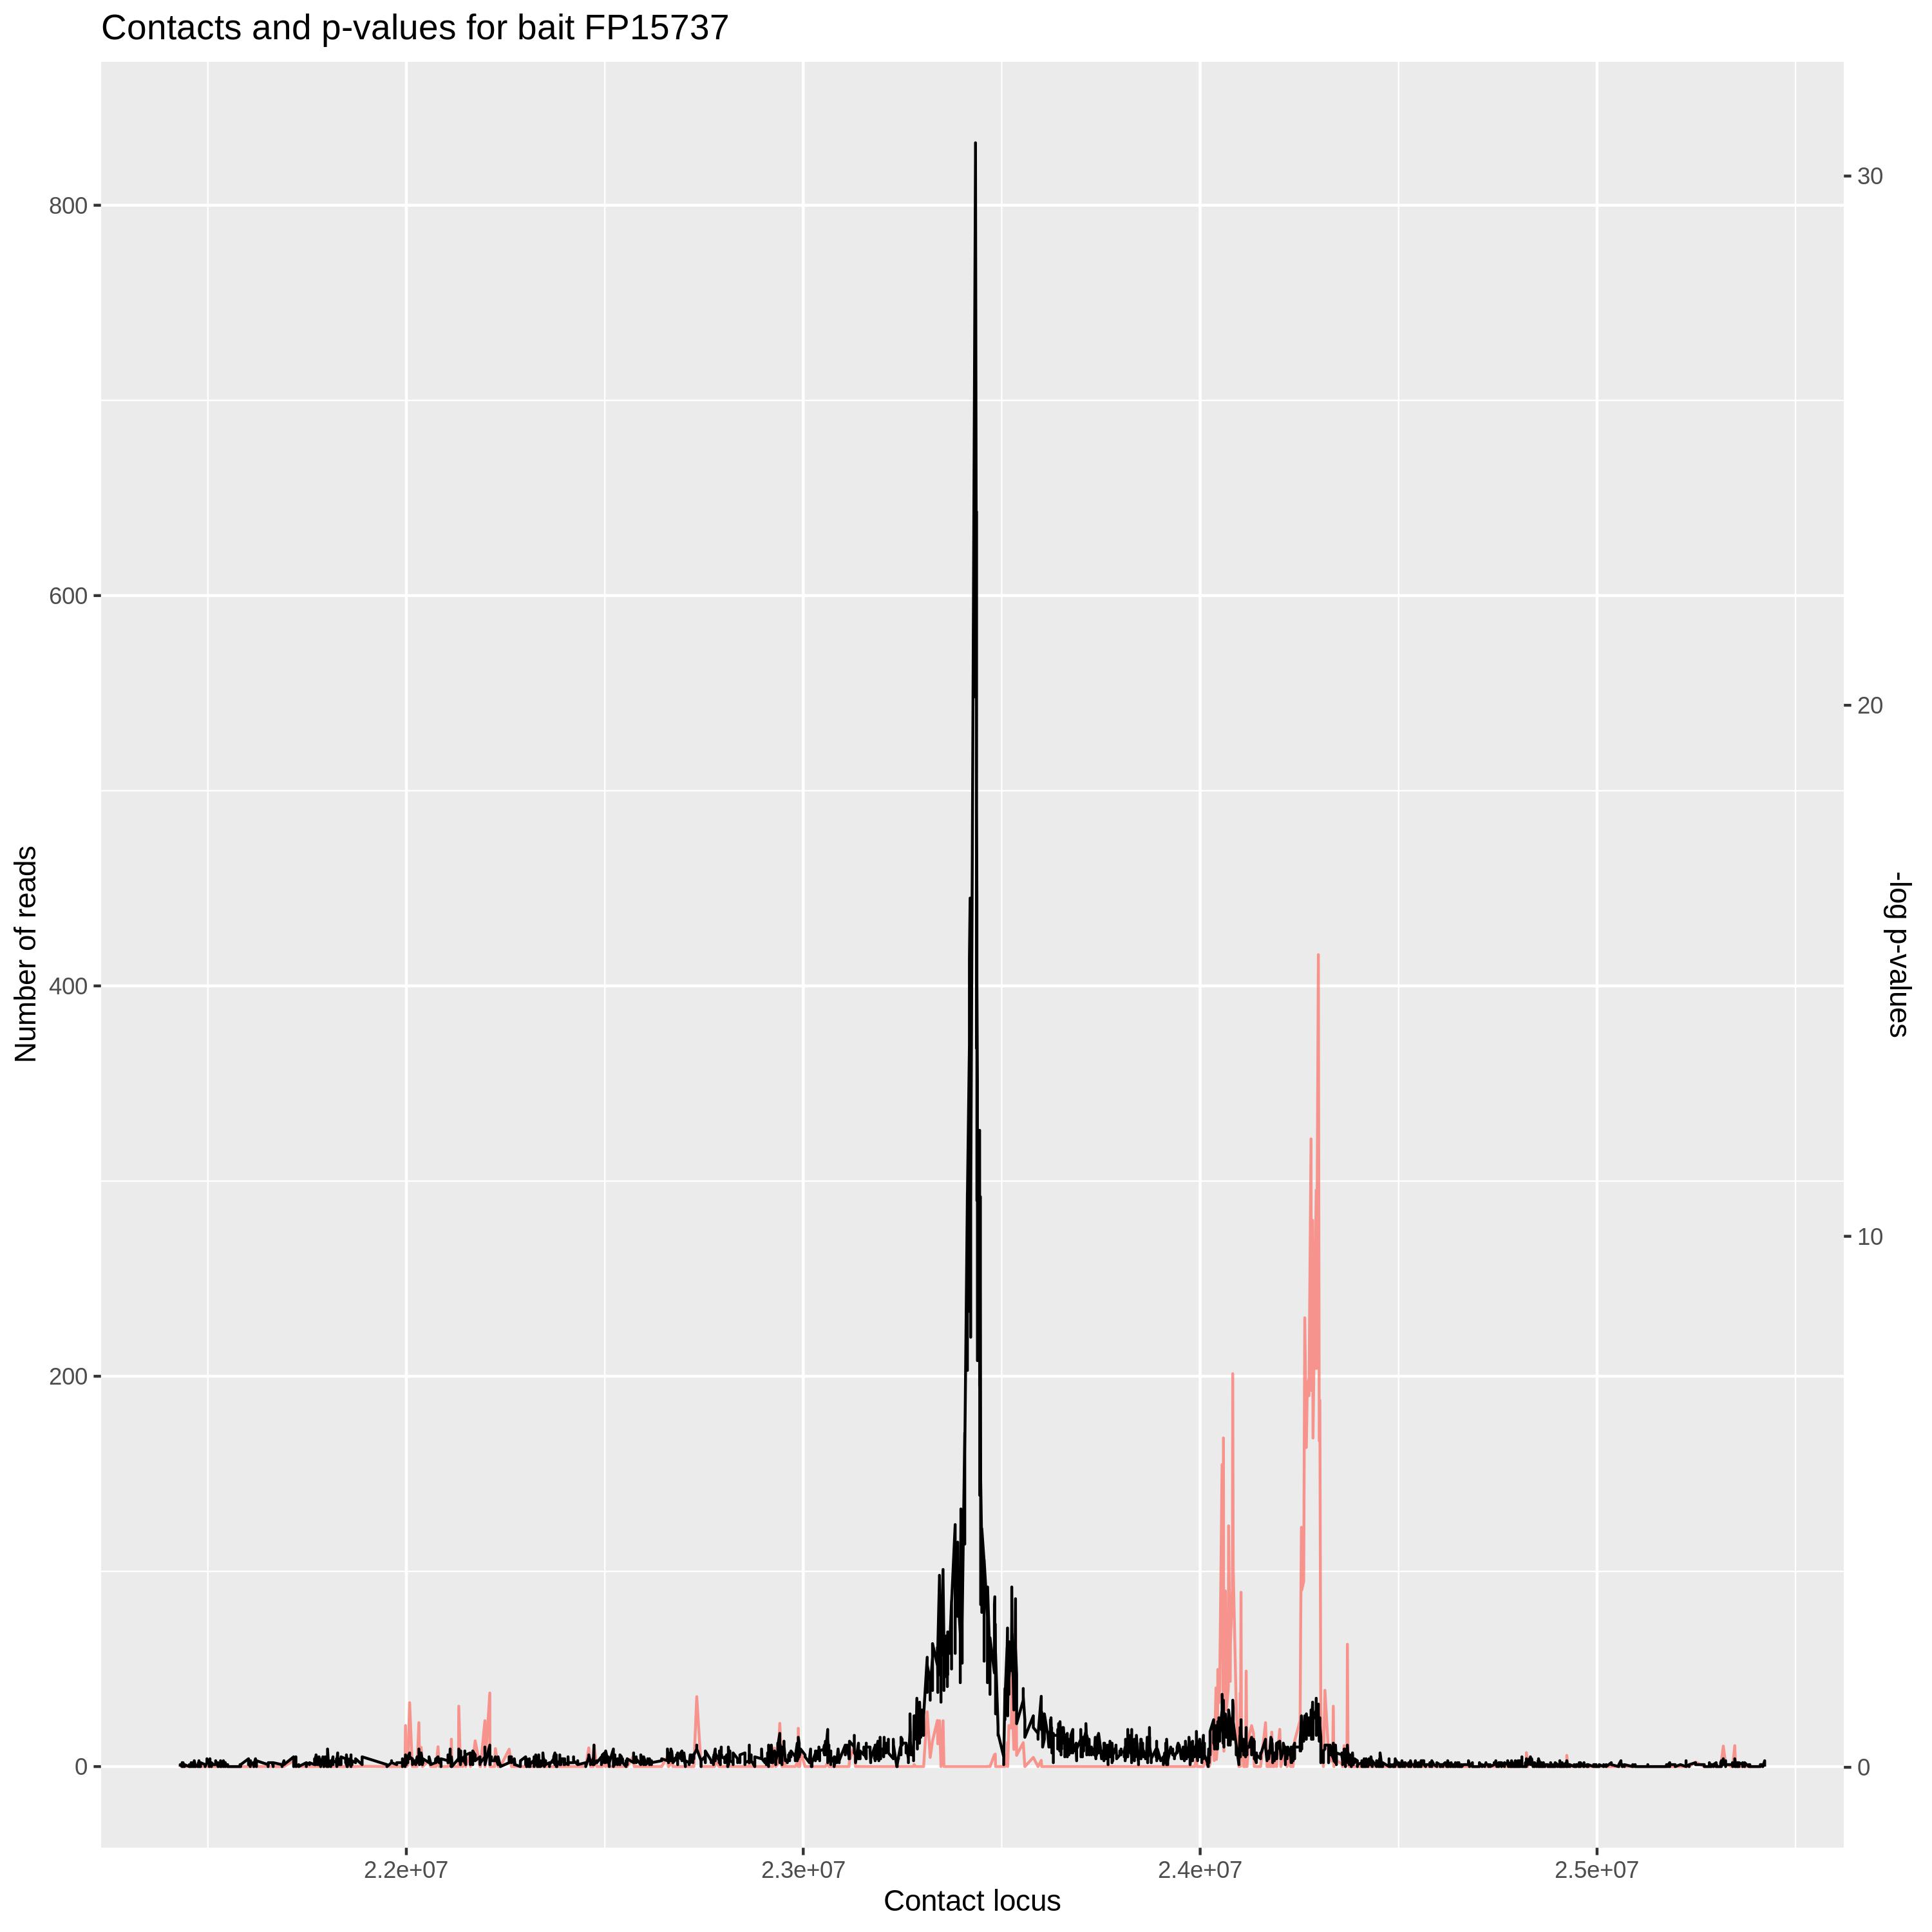 Contacts and p-values for bait FP15737
800
600
400
200
0
30
20
10
0
Number of reads
-log p-values
2.2e+07
2.3e+07
2.4e+07
2.5e+07
Contact locus